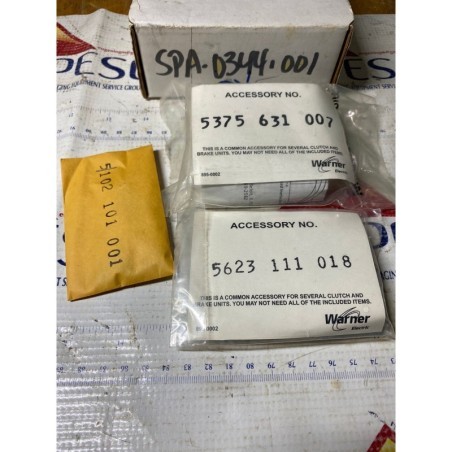 SPA-0344-001
ACCESSORY NO.
5375 631 007
THIS IS A COMMON ACCESSORY FOR SEVERAL CLUTCH AND
BRAKE UNITS. YOU MAY NOT NEED ALL OF THE INCLUDED ITEMS.
Warner
Electric
5102 101 001
ACCESSORY NO.
5623 111 018
THIS IS A COMMON ACCESSORY FOR SEVERAL CLUTCH AND
BRAKE UNITS. YOU MAY NOT NEED ALL OF THE INCLUDED ITEMS.
Warner
Electric